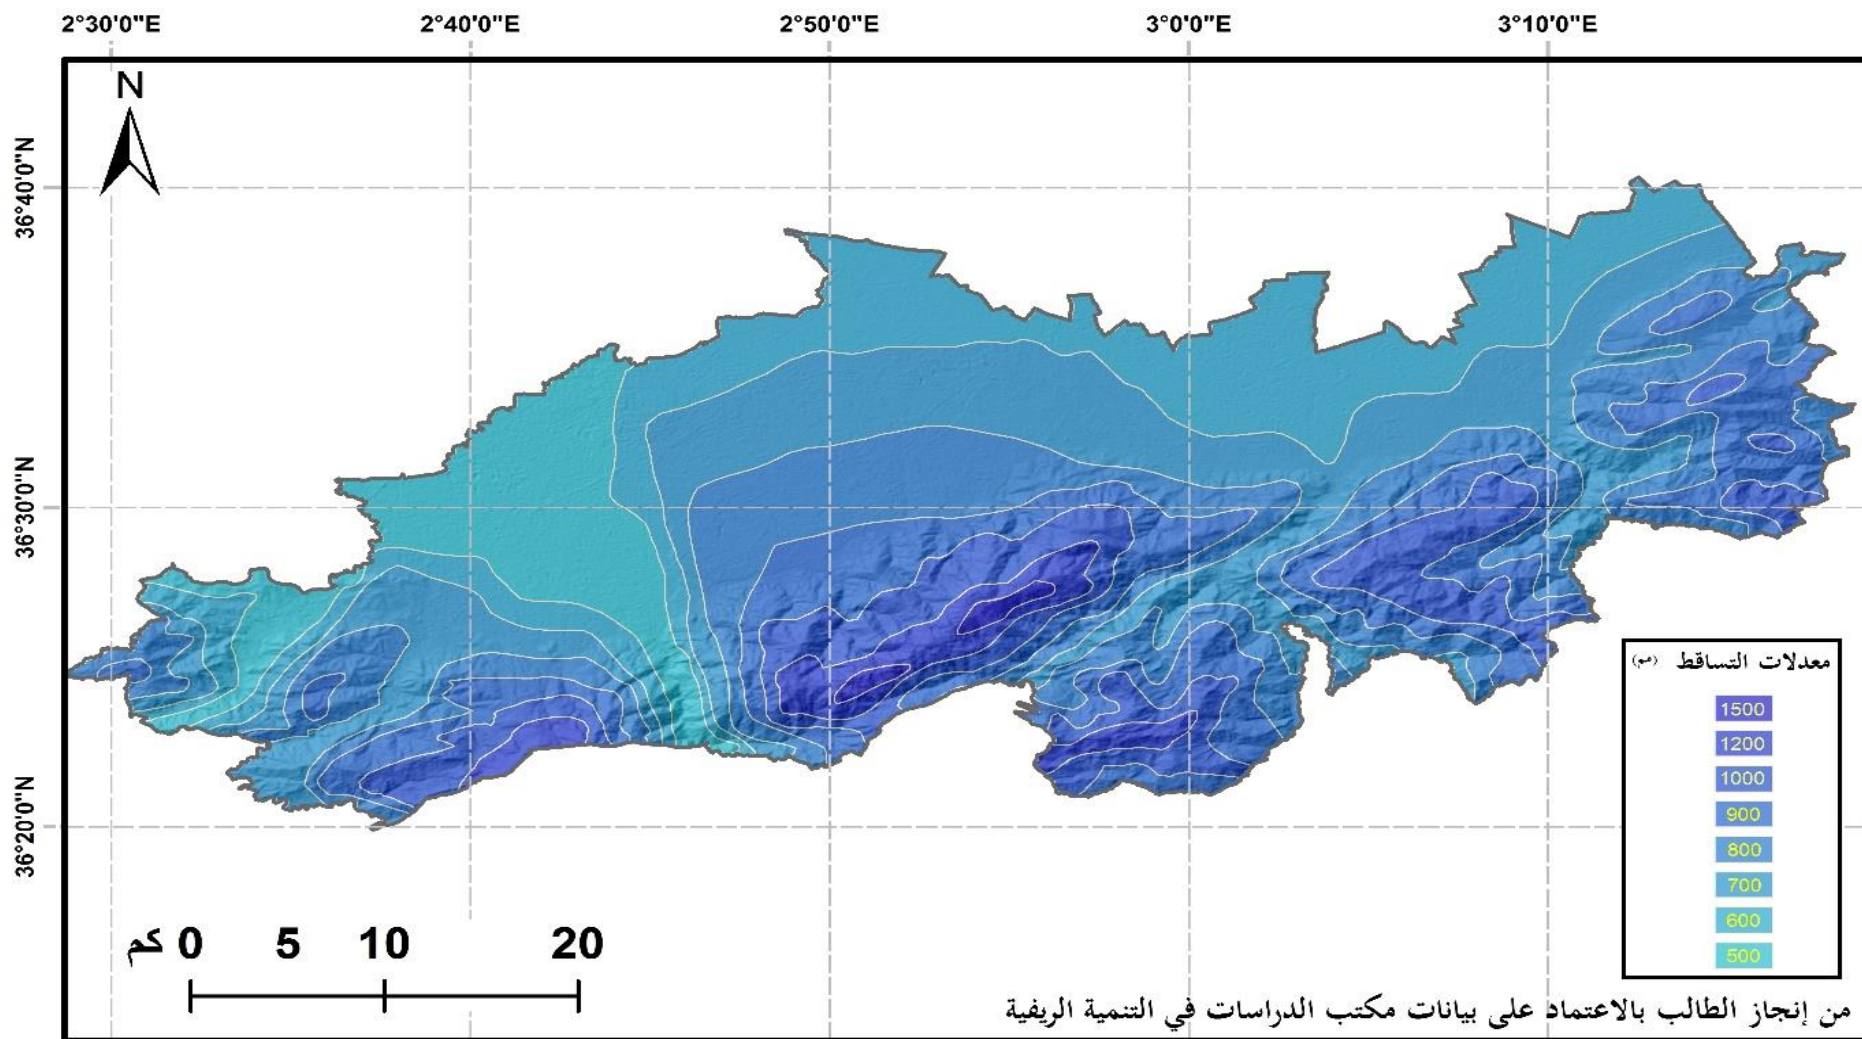 2°30'0"E 2°40'0"E 2°50'0"E 3°0'0"E 3°10'0"E
N
36°40'0"N
36°30'0"N
36°20'0"N
معدلات التساقط (مم)
1500
1200
1000
900
800
700
600
500
كم 0 5 10 20
من إنجاز الطالب بالاعتماد على بيانات مكتب الدراسات في التنمية الريفية